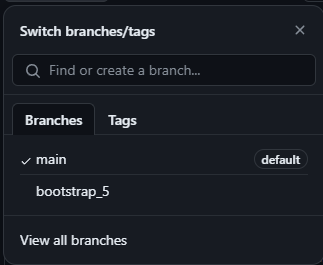 Switch branches/tags
Find or create a branch...
Branches Tags
main default
bootstrap_5
View all branches